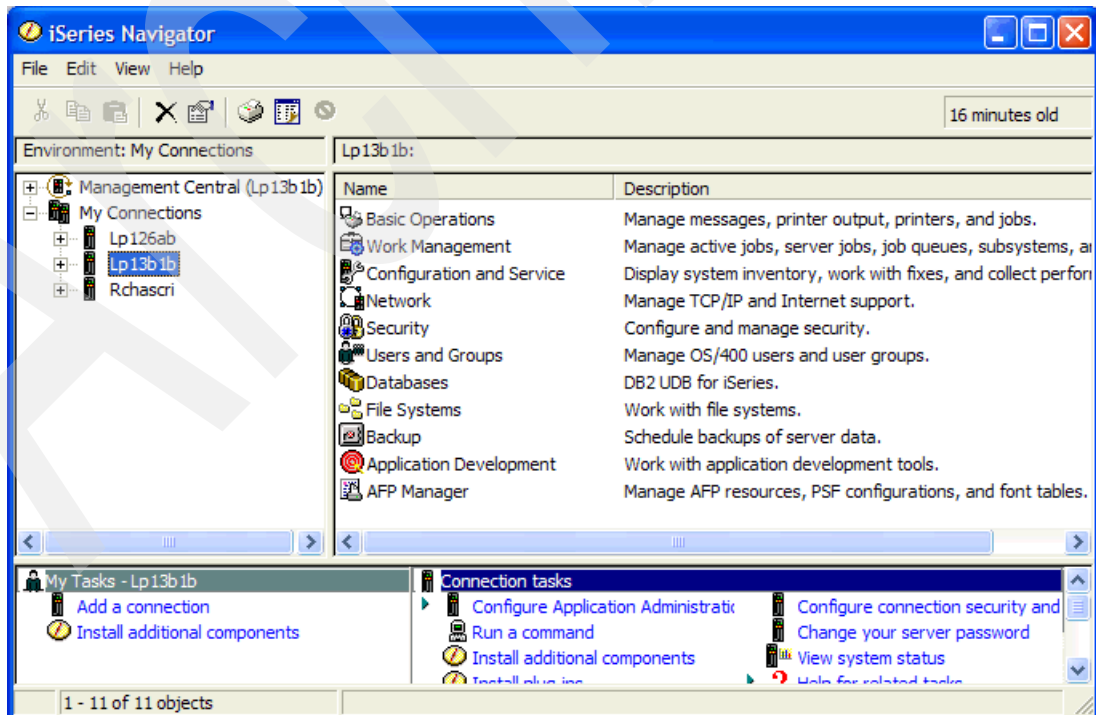 iSeries Navigator
File Edit View Help
16 minutes old
Environment: My Connections
Lp13b1b:
Management Central (Lp13b1b)
My Connections
Lp126ab
Lp13b1b
Rchascri
Name Description
Basic Operations Manage messages, printer output, printers, and jobs.
Work Management Manage active jobs, server jobs, job queues, subsystems,
Configuration and Service Display system inventory, work with fixes, and collect
Network Manage TCP/IP and Internet support.
Security Configure and manage security.
Users and Groups Manage OS/400 users and user groups.
Databases DB2 UDB for iSeries.
File Systems Work with file systems.
Backup Schedule backups of server data.
Application Development Work with application development tools.
AFP Manager Manage AFP resources, PSF configurations, and font tables.
My Tasks - Lp13b1b
Add a connection
Install additional components
Connection tasks
Configure Application Configure connection security and
Run a command Change your server password
Install additional components View system status
Install plug-ins Help for related tasks
1 - 11 of 11 objects